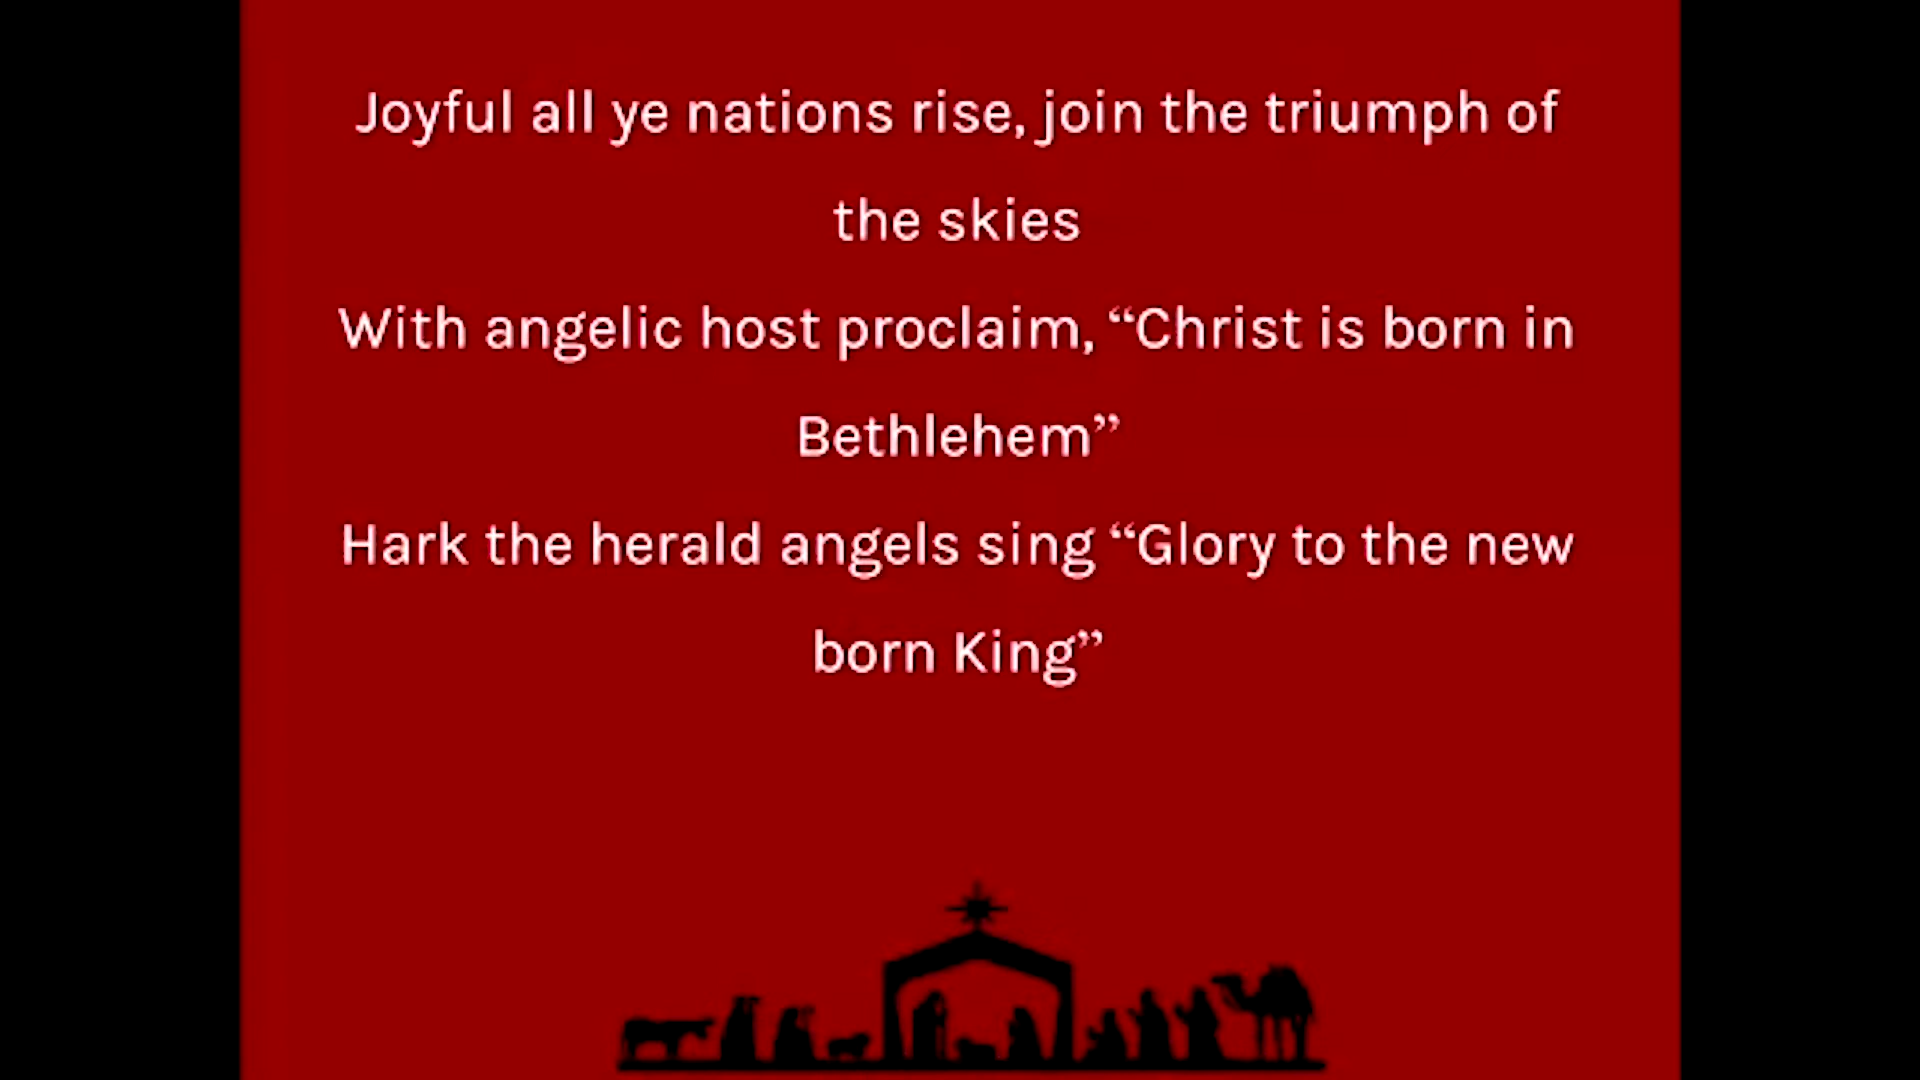 Joyful all ye nations rise, join the triumph of
the skies
With angelic host proclaim, “Christ is born in
Bethlehem”
Hark the herald angels sing “Glory to the new
born King”